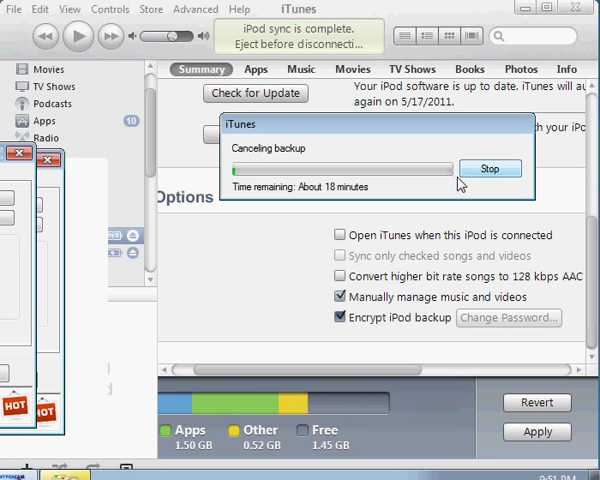 File Edit View Controls Store Advanced Help iTunes
iPod sync is complete.
Eject before disconnecti...
Movies
TV Shows
Podcasts
Apps 10
Radio
Summary Apps Music Movies TV Shows Books Photos Info
Check for Update
Your iPod software is up to date. iTunes will au
again on 5/17/2011.
h your iPo
iTunes
Canceling backup
Stop
Time remaining: About 18 minutes
Options
Open iTunes when this iPod is connected
Sync only checked songs and videos
Convert higher bit rate songs to 128 kbps AAC
Manually manage music and videos
Encrypt iPod backup Change Password...
HOT
HOT
Apps
1.50 GB
Other
0.52 GB
Free
1.45 GB
Revert
Apply
9:51 PM